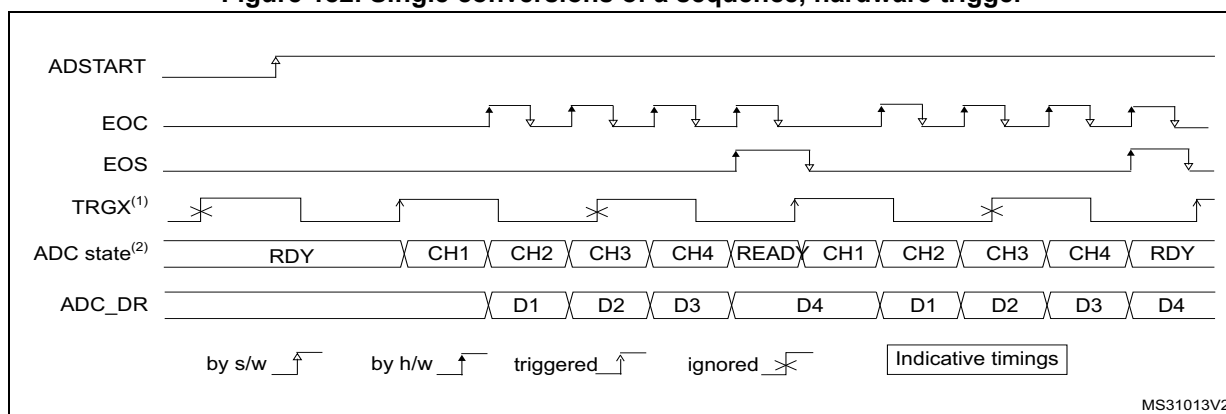 Figure Single conversions of a sequence, hardware trigger
ADSTART
EOC
EOS
TRGX(1)
ADC state(2) RDY CH1 CH2 CH3 CH4 READY CH1 CH2 CH3 CH4 RDY
ADC_DR D1 D2 D3 D4 D1 D2 D3 D4
by s/w by h/w triggered ignored Indicative timings
MS31013V2